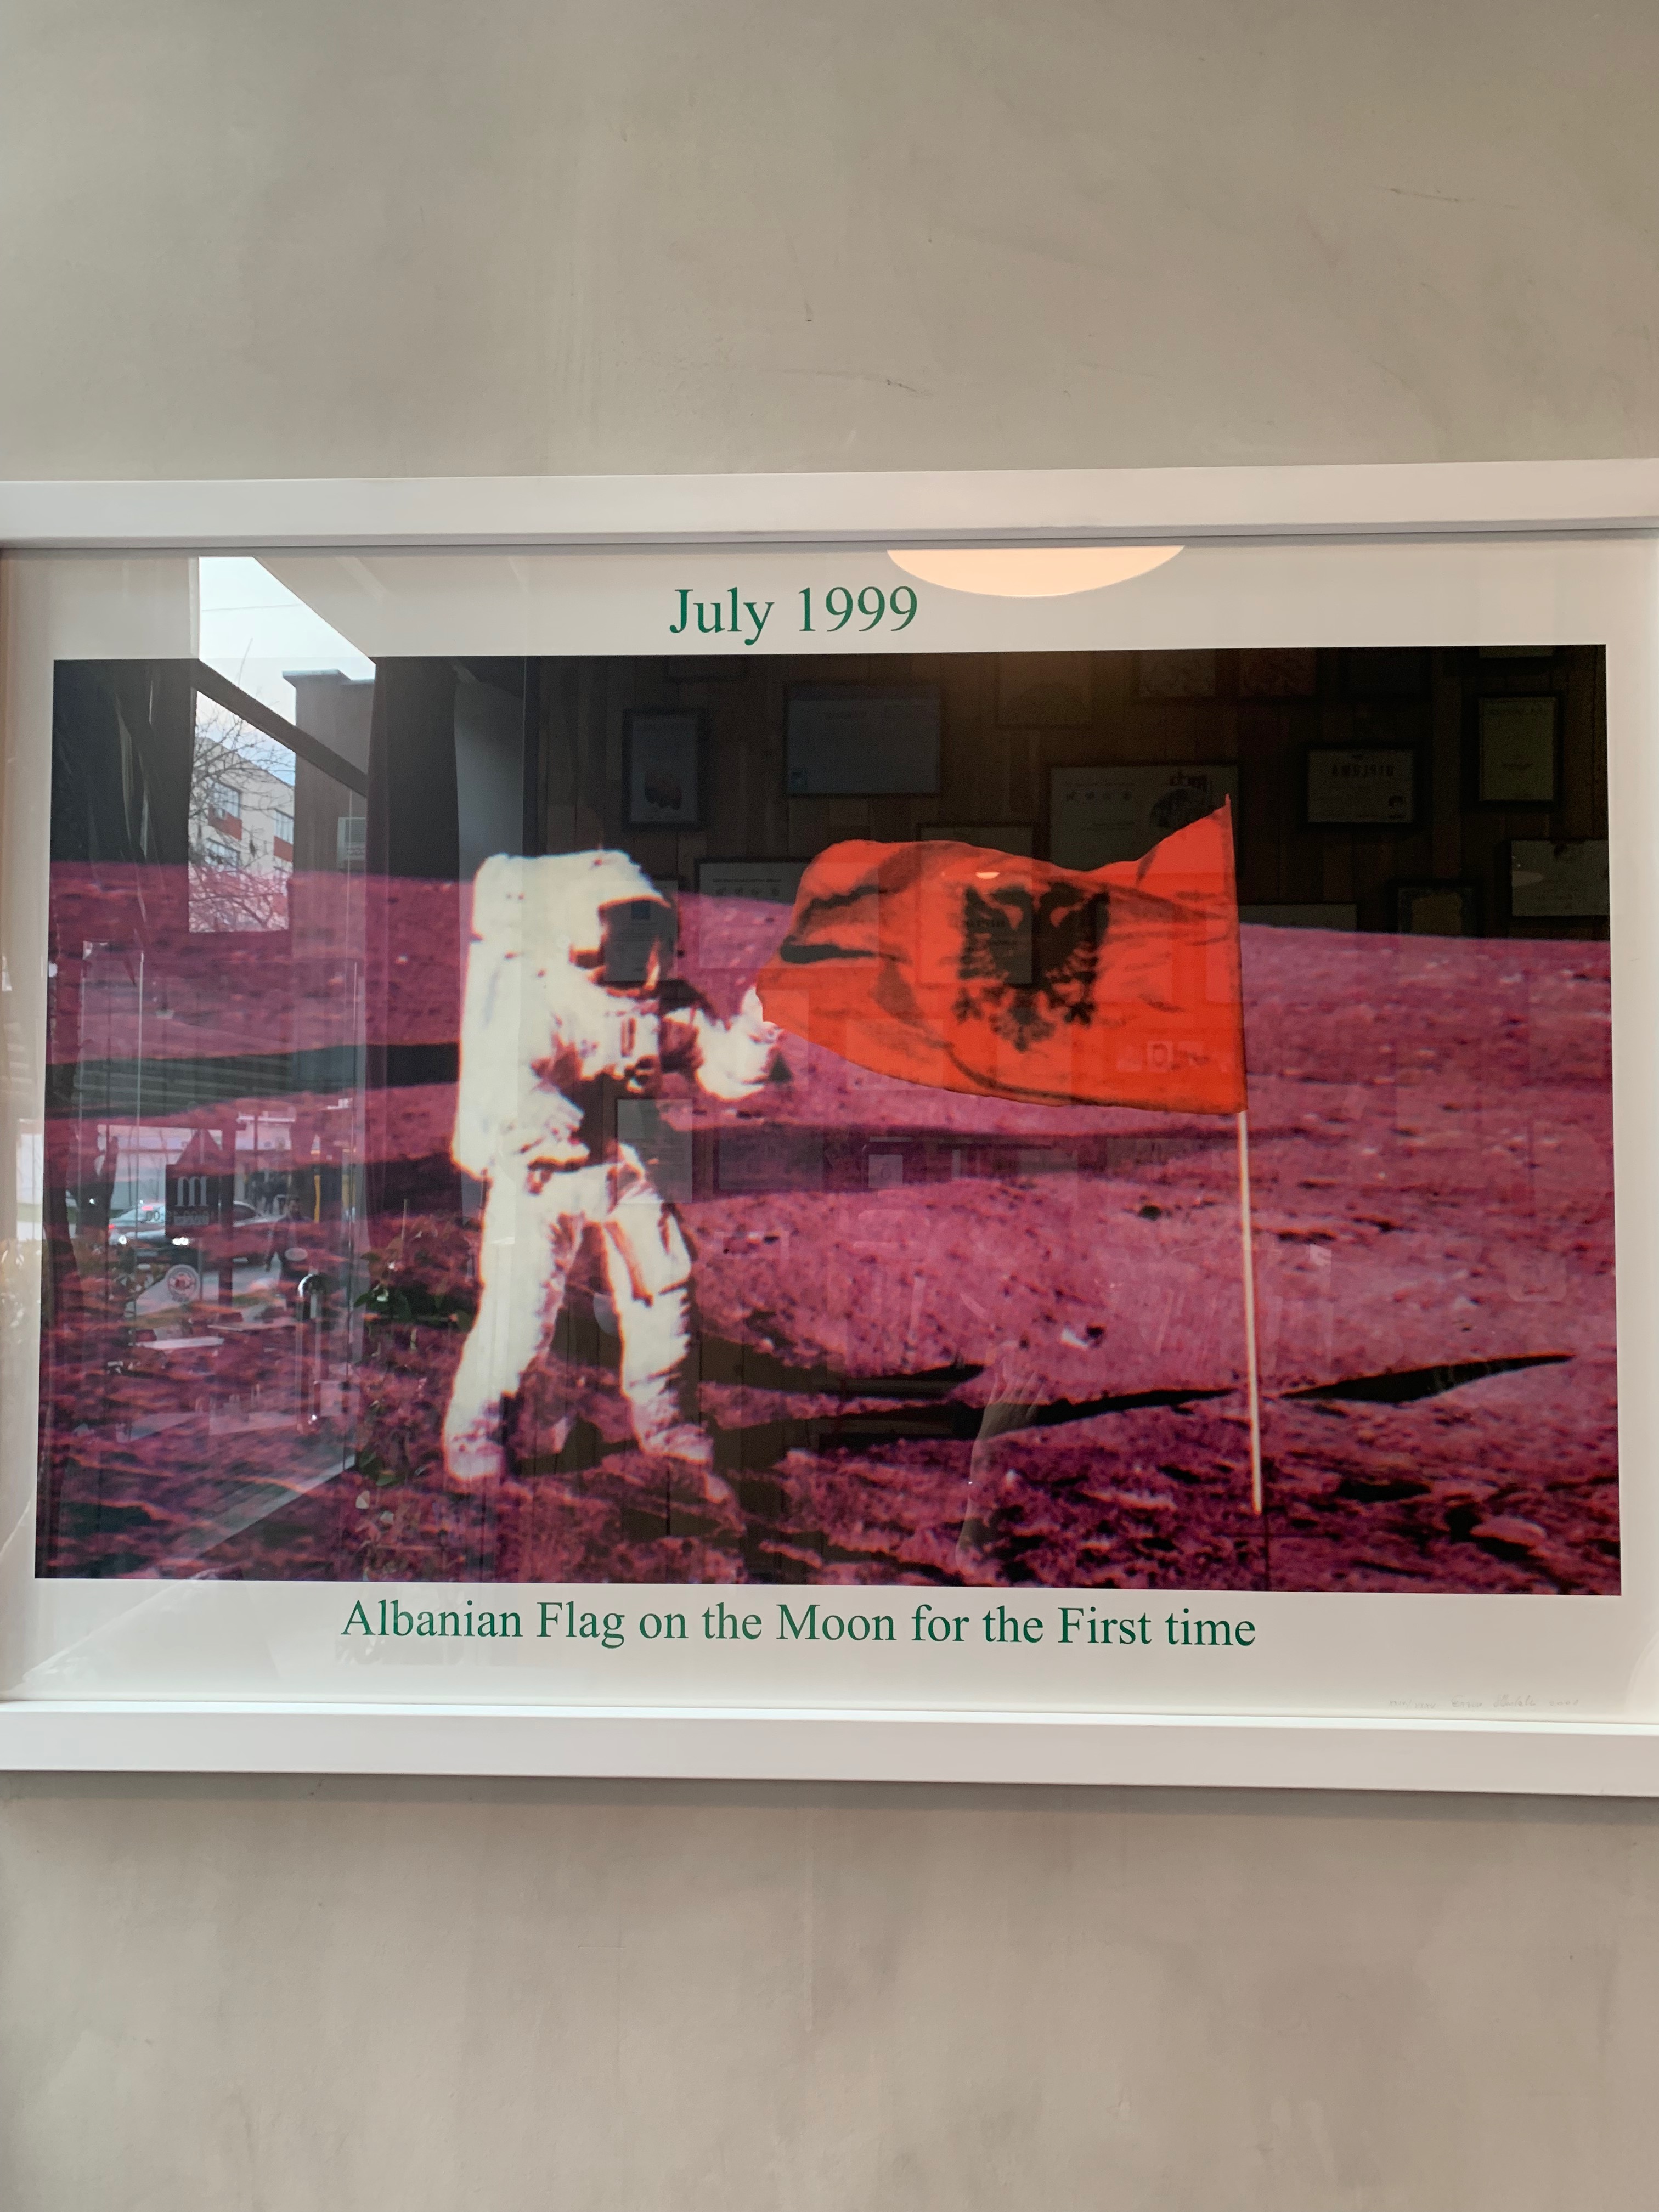 July 1999
Albanian Flag on the Moon for the First time